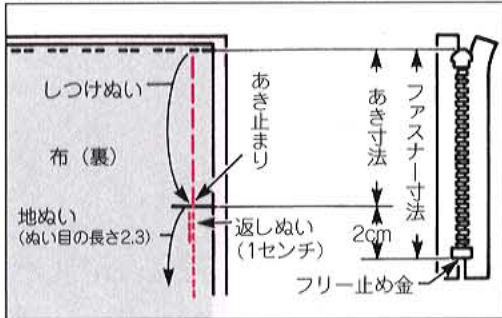 しつけぬい
布（裏）
地ぬい
（ぬい目の長さ2.3）
あき止まり
返しぬい
（1センチ）
あき寸法
2cm
ファスナー寸法
フリー止め金